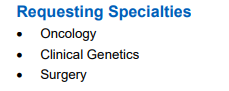 Requesting Specialties
• Oncology
• Clinical Genetics
• Surgery